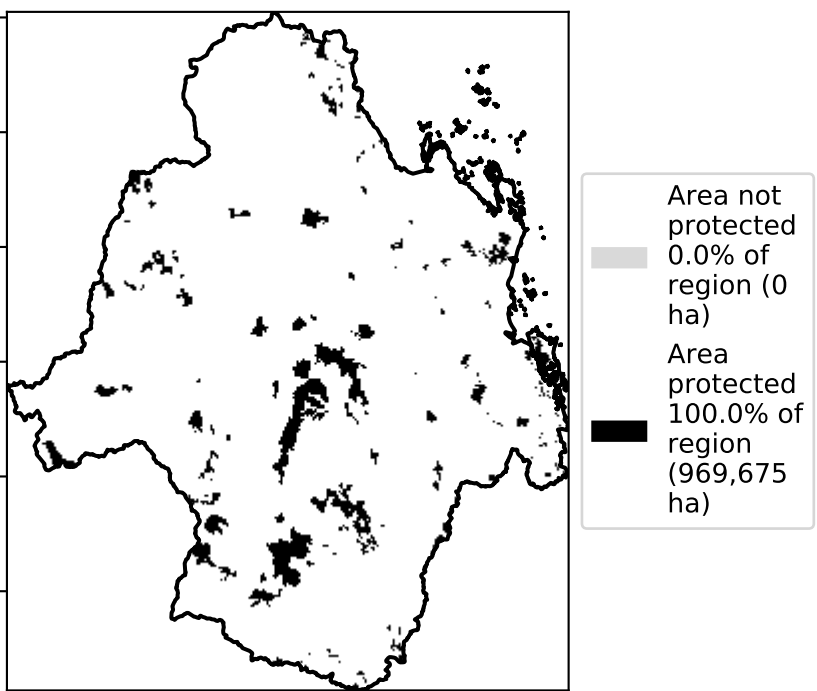 Area not
protected
0.0% of
region (0
ha)
Area
protected
100.0% of
region
(969,675
ha)